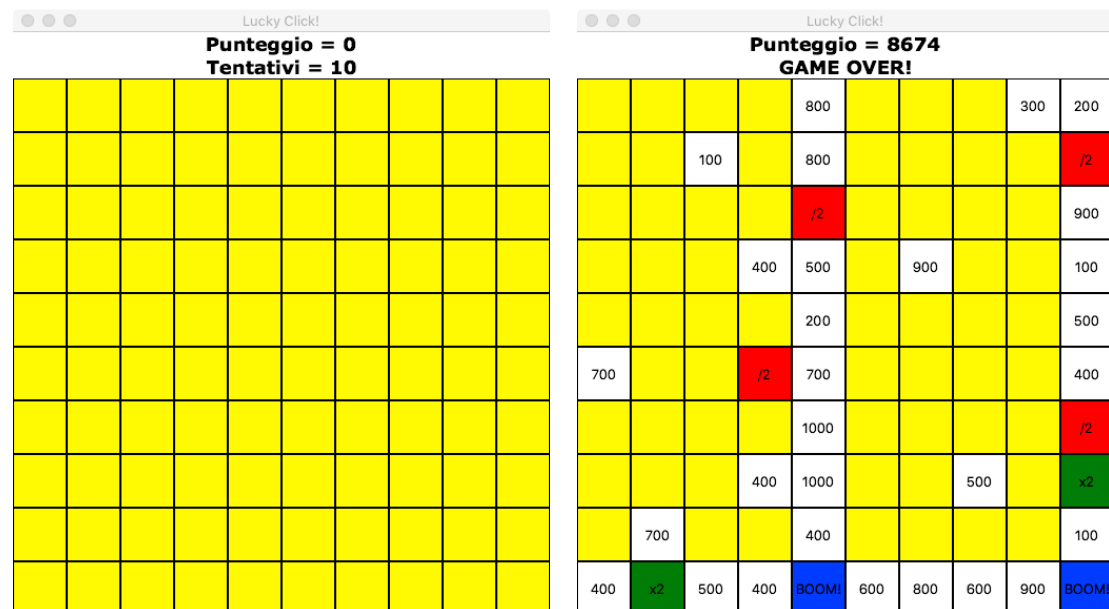 Lucky Click!
Punteggio = 0
Tentativi = 10
Lucky Click!
Punteggio = 8674
GAME OVER!
800 300 200
100 800 /2
/2 900
400 500 900 100
200 500
700 /2 700 400
1000 /2
400 1000 500 x2
700 400 100
400 x2 500 400 BOOM! 600 800 600 900 BOOM!